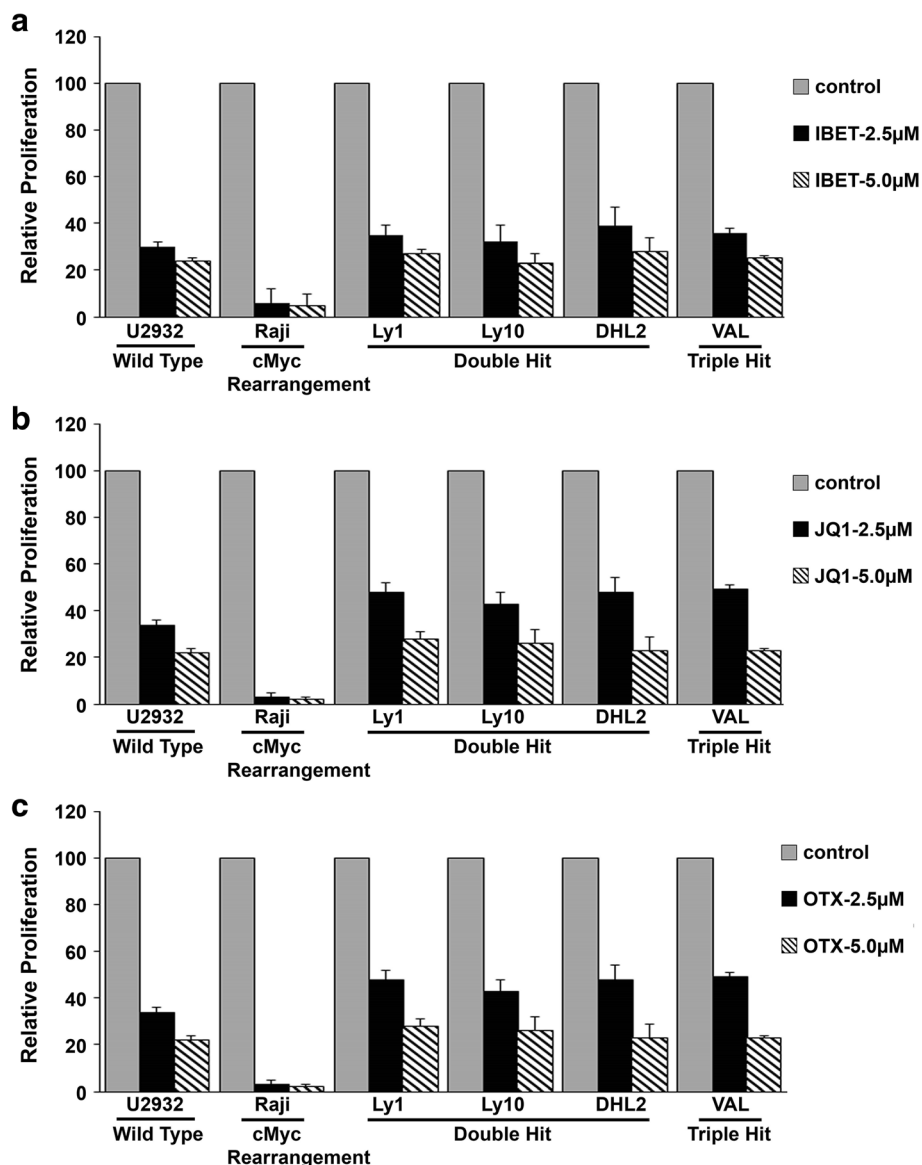 a
120
100
80
60
40
20
0
Relative Proliferation
control
IBET-2.5µM
IBET-5.0µM
U2932 Raji Ly1 Ly10 DHL2 VAL
Wild Type cMyc Double Hit Triple Hit
Rearrangement
b
120
100
80
60
40
20
0
Relative Proliferation
control
JQ1-2.5µM
JQ1-5.0µM
U2932 Raji Ly1 Ly10 DHL2 VAL
Wild Type cMyc Double Hit Triple Hit
Rearrangement
c
120
100
80
60
40
20
0
Relative Proliferation
control
OTX-2.5µM
OTX-5.0µM
U2932 Raji Ly1 Ly10 DHL2 VAL
Wild Type cMyc Double Hit Triple Hit
Rearrangement